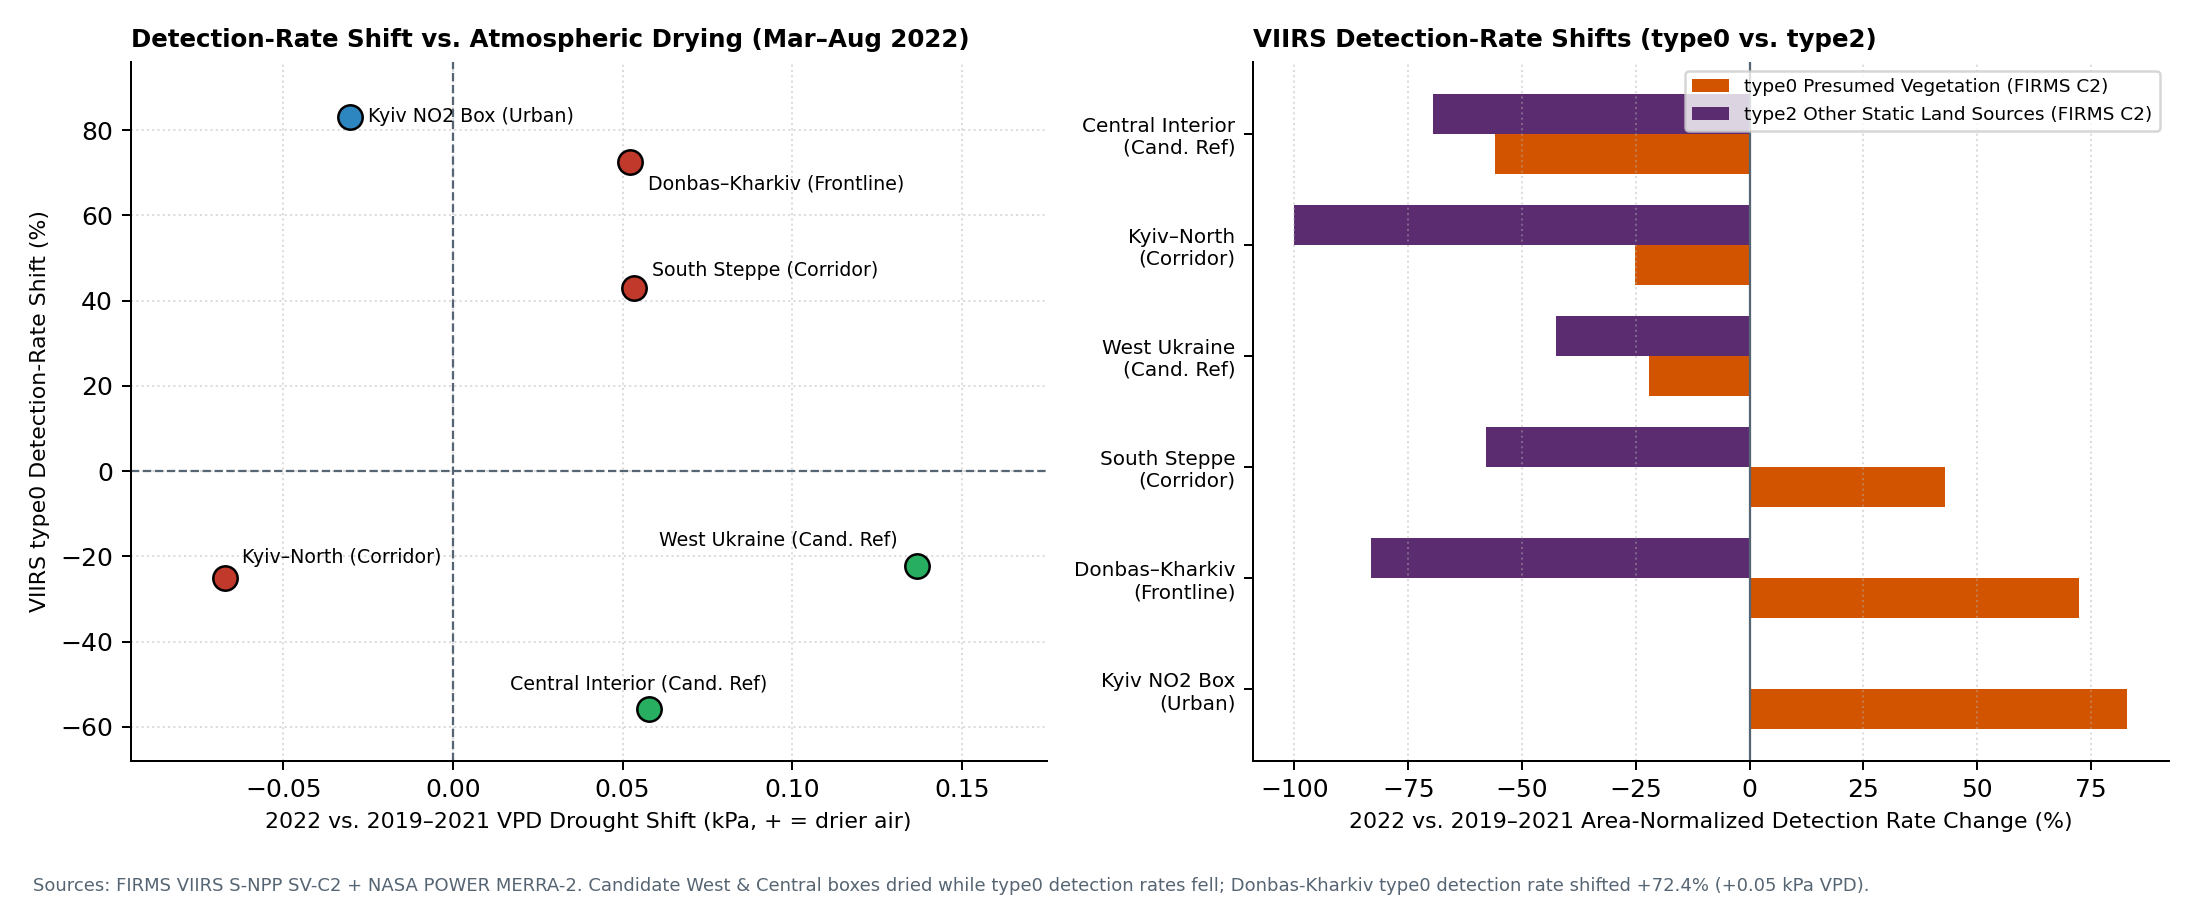 Detection-Rate Shift vs. Atmospheric Drying (Mar–Aug 2022)
VIIRS type0 Detection-Rate Shift (%)
80
60
40
20
0
−20
−40
−60
Kyiv NO2 Box (Urban)
Donbas–Kharkiv (Frontline)
South Steppe (Corridor)
West Ukraine (Cand. Ref)
Kyiv–North (Corridor)
Central Interior (Cand. Ref)
−0.05
0.00
0.05
0.10
0.15
2022 vs. 2019–2021 VPD Drought Shift (kPa, + = drier air)
VIIRS Detection-Rate Shifts (type0 vs. type2)
type0 Presumed Vegetation (FIRMS C2)
type2 Other Static Land Sources (FIRMS C2)
Central Interior
(Cand. Ref)
Kyiv–North
(Corridor)
West Ukraine
(Cand. Ref)
South Steppe
(Corridor)
Donbas–Kharkiv
(Frontline)
Kyiv NO2 Box
(Urban)
−100
−75
−50
−25
0
25
50
75
2022 vs. 2019–2021 Area-Normalized Detection Rate Change (%)
Sources: FIRMS VIIRS S-NPP SV-C2 + NASA POWER MERRA-2. Candidate West & Central boxes dried while type0 detection rates fell; Donbas-Kharkiv type0 detection rate shifted +72.4% (+0.05 kPa VPD).